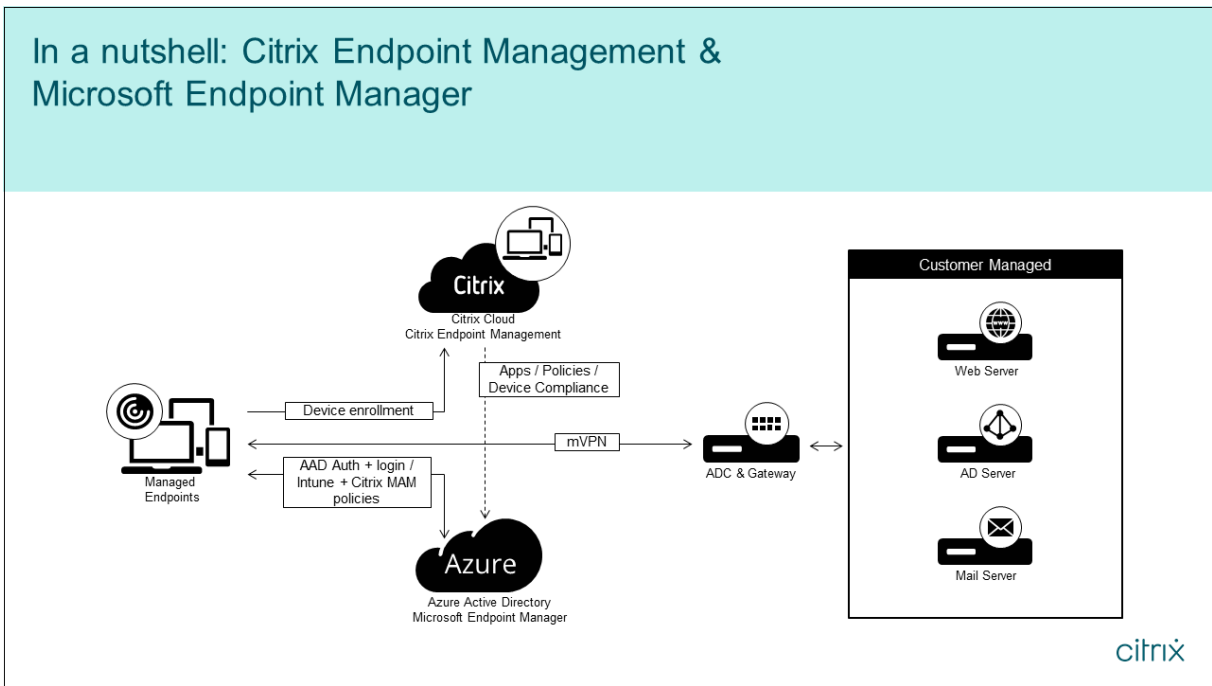 In a nutshell: Citrix Endpoint Management &
Microsoft Endpoint Manager
Citrix
Citrix Cloud
Citrix Endpoint Management
Apps / Policies /
Device Compliance
Device enrollment
mVPN
AAD Auth + login /
Intune + Citrix MAM
policies
Managed
Endpoints
Azure
Azure Active Directory
Microsoft Endpoint Manager
ADC & Gateway
Customer Managed
WWW
Web Server
AD Server
Mail Server
citrix